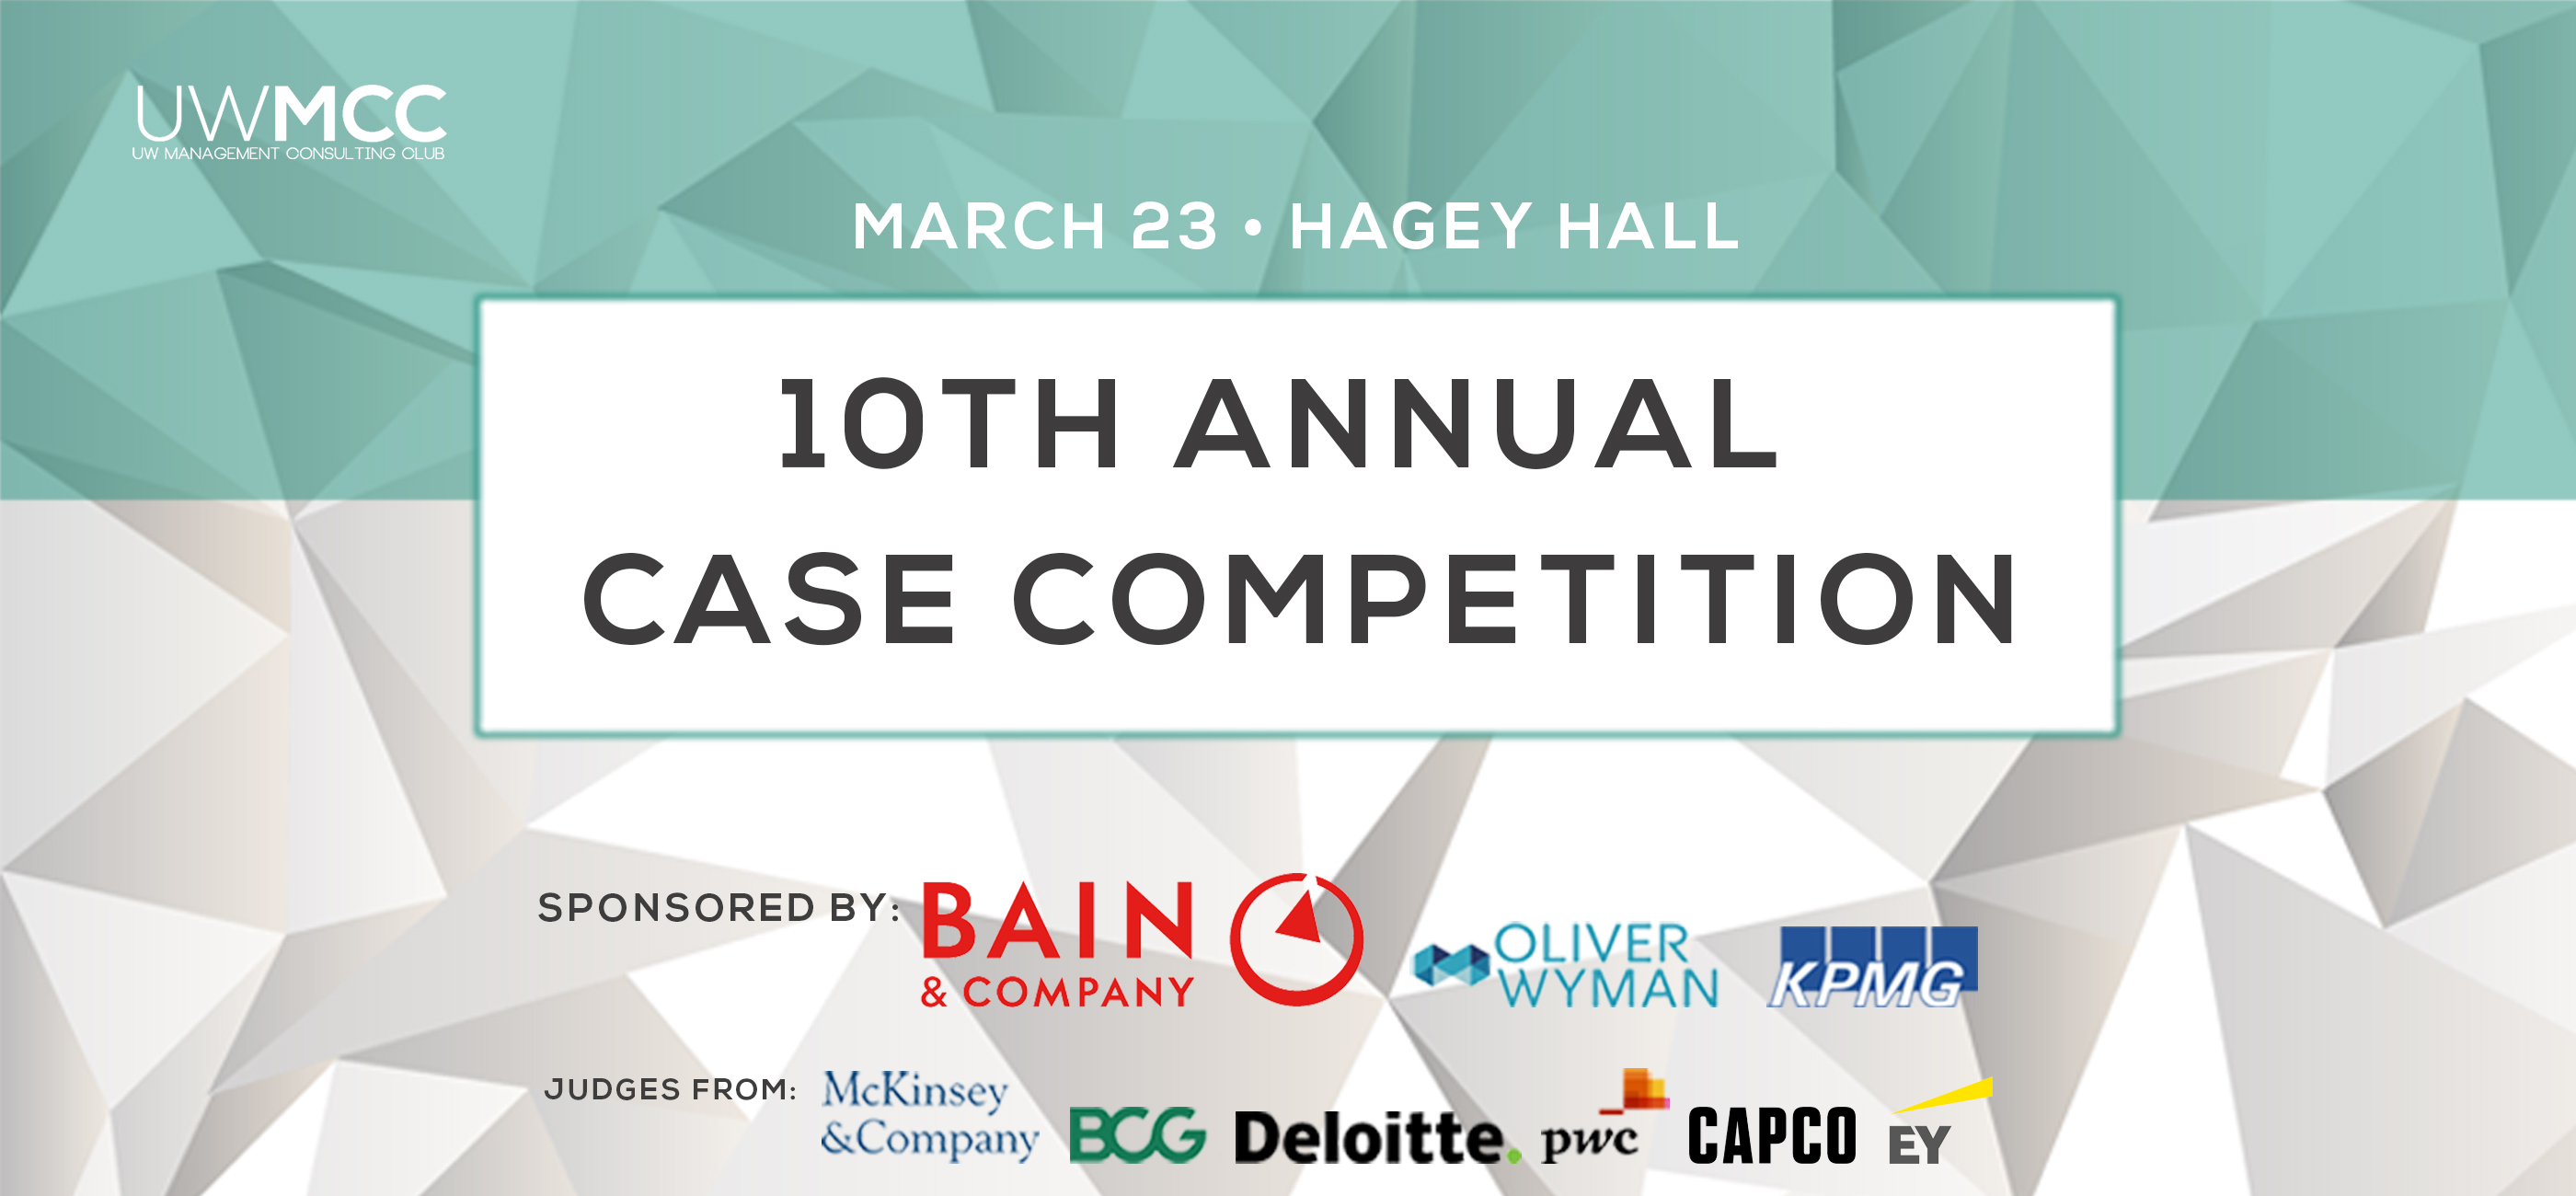 UWMCC
UW MANAGEMENT CONSULTING CLUB
MARCH 23 • HAGEY HALL
10TH ANNUAL
CASE COMPETITION
SPONSORED BY:
BAIN
& COMPANY
OLIVER
WYMAN
KPMG
JUDGES FROM:
McKinsey
&Company
BCG
Deloitte.
pwc
CAPCO
EY